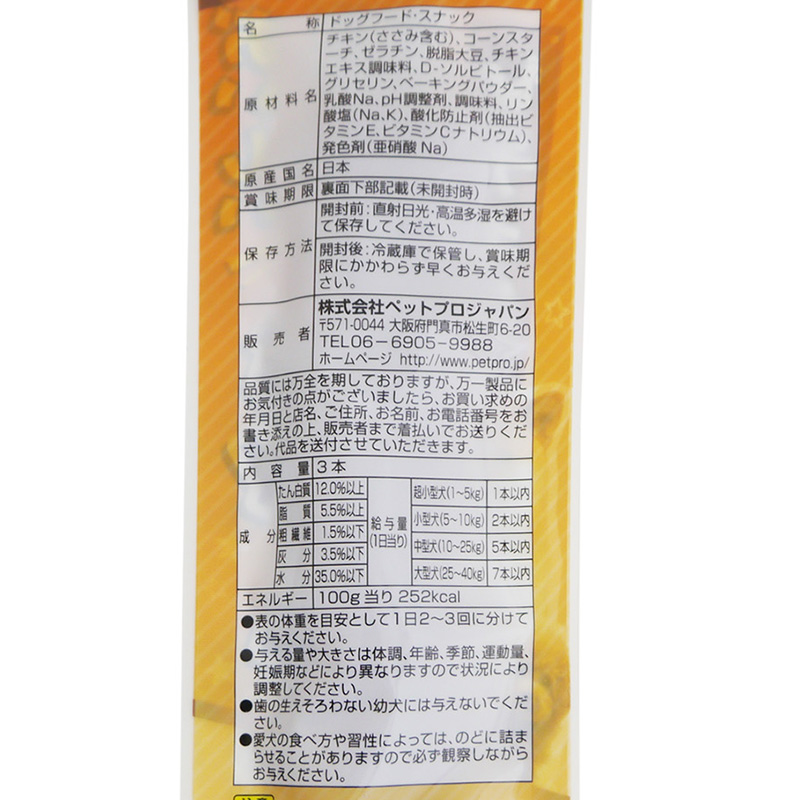 名称 ドッグフード・スナック
原材料名
チキン(ささみ含む)、コーンスタ
ーチ、ゼラチン、脱脂大豆、チキン
エキス調味料、D-ソルビトール、
グリセリン、ベーキングパウダー、
乳酸Na、pH調整剤、調味料、リン
酸塩(Na、K)、酸化防止剤(抽出ビ
タミンE、ビタミンCナトリウム)、
発色剤(亜硝酸Na)
原産国名 日本
賞味期限 裏面下部記載(未開封時)
保存方法
開封前:直射日光・高温多湿を避け
て保存してください。
開封後:冷蔵庫で保管し、賞味期
限にかかわらず早くお与えくだ
さい。
販売者
株式会社ペットプロジャパン
〒571-0044 大阪府門真市松生町6-20
TEL06-6905-9988
ホームページ http://www.petpro.jp/
品質には万全を期しておりますが、万一製品に
お気付きの点がございましたら、お買い求めの
年月日と店名、ご住所、お名前、お電話番号をお
書き添えの上、販売者まで着払いでお送りくだ
さい。代品を送付させていただきます。
内容量 3本
成分
たん白質 12.0%以上
脂質 5.5%以上
粗繊維 1.5%以下
灰分 3.5%以下
水分 35.0%以下
給与量
(1日当り)
超小型犬(1~5kg) 1本以内
小型犬(5~10kg) 2本以内
中型犬(10~25kg) 5本以内
大型犬(25~40kg) 7本以内
エネルギー 100g当り252kcal
●表の体重を目安として1日2~3回に分けて
お与えください。
●与える量や大きさは体調、年齢、季節、運動量、
妊娠期などにより異なりますので状況により
調整してください。
●歯の生えそろわない幼犬には与えないでくだ
さい。
●愛犬の食べ方や習性によっては、のどに詰ま
らせることがありますので必ず観察しながら
お与えください。